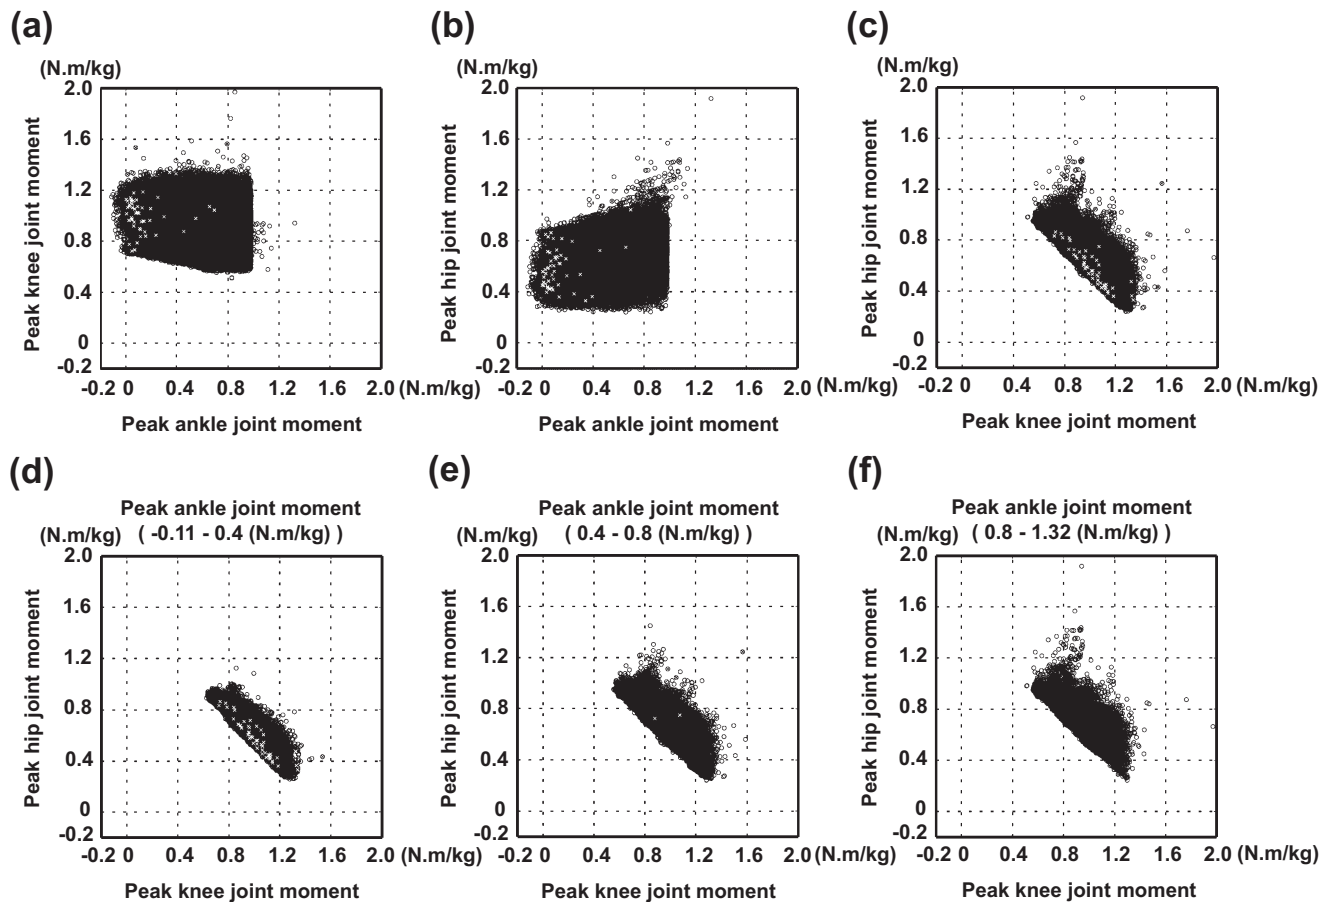 (a)
(N.m/kg)
2.0
1.6
1.2
0.8
0.4
0
-0.2
Peak knee joint moment
-0.2 0 0.4 0.8 1.2 1.6 2.0 (N.m/kg)
Peak ankle joint moment
(b)
(N.m/kg)
2.0
1.6
1.2
0.8
0.4
0
-0.2
Peak hip joint moment
-0.2 0 0.4 0.8 1.2 1.6 2.0 (N.m/kg)
Peak ankle joint moment
(c)
(N.m/kg)
2.0
1.6
1.2
0.8
0.4
0
-0.2
Peak hip joint moment
-0.2 0 0.4 0.8 1.2 1.6 2.0 (N.m/kg)
Peak knee joint moment
(d)
Peak ankle joint moment
(N.m/kg) ( -0.11 - 0.4 (N.m/kg) )
2.0
1.6
1.2
0.8
0.4
0
-0.2
Peak hip joint moment
-0.2 0 0.4 0.8 1.2 1.6 2.0 (N.m/kg)
Peak knee joint moment
(e)
Peak ankle joint moment
(N.m/kg) ( 0.4 - 0.8 (N.m/kg) )
2.0
1.6
1.2
0.8
0.4
0
-0.2
Peak hip joint moment
-0.2 0 0.4 0.8 1.2 1.6 2.0 (N.m/kg)
Peak knee joint moment
(f)
Peak ankle joint moment
(N.m/kg) ( 0.8 - 1.32 (N.m/kg) )
2.0
1.6
1.2
0.8
0.4
0
-0.2
Peak hip joint moment
-0.2 0 0.4 0.8 1.2 1.6 2.0 (N.m/kg)
Peak knee joint moment